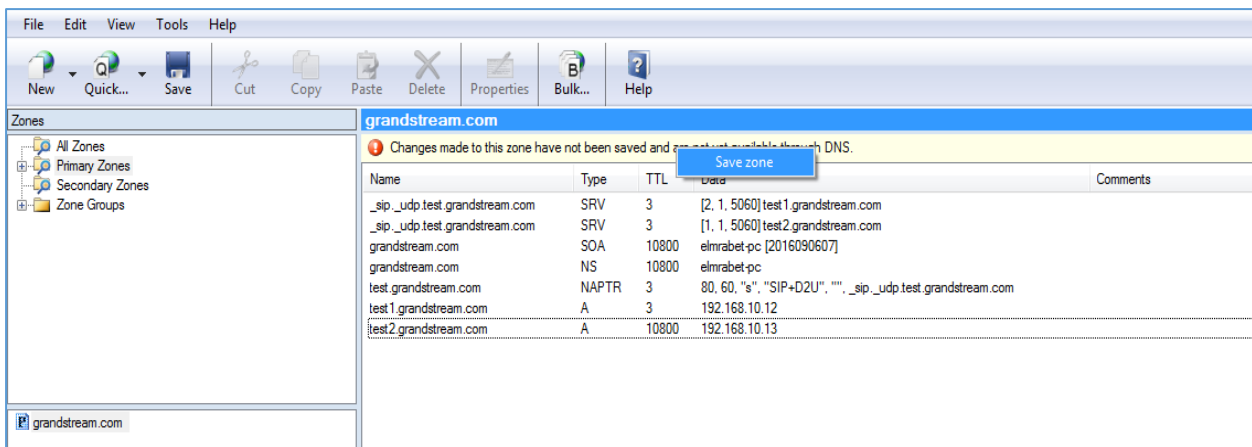 File Edit View Tools Help
New Quick... Save Cut Copy Paste Delete Properties Bulk... Help
Zones
All Zones
Primary Zones
Secondary Zones
Zone Groups
grandstream.com
grandstream.com
Changes made to this zone have not been saved and are not yet available through DNS.
Save zone
Name Type TTL Data Comments
_sip._udp.test.grandstream.com SRV 3 [2, 1, 5060] test1.grandstream.com
_sip._udp.test.grandstream.com SRV 3 [1, 1, 5060] test2.grandstream.com
grandstream.com SOA 10800 elmrabet-pc [2016090607]
grandstream.com NS 10800 elmrabet-pc
test.grandstream.com NAPTR 3 80, 60, "s", "SIP+D2U", "", _sip._udp.test.grandstream.com
test1.grandstream.com A 3 192.168.10.12
test2.grandstream.com A 10800 192.168.10.13